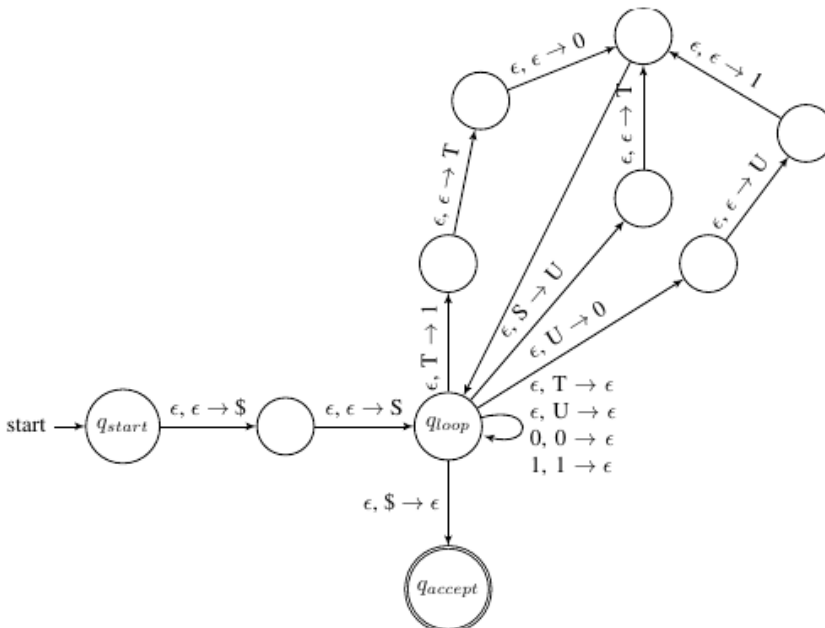 ϵ, ϵ → 0
ϵ, ϵ → 1
ϵ, ϵ → T
ϵ, ϵ → T
ϵ, ϵ → U
ϵ, T → 1
ϵ, S → U
ϵ, U → 0
start
q_start
ϵ, ϵ → $
ϵ, ϵ → S
q_loop
ϵ, T → ϵ
ϵ, U → ϵ
0, 0 → ϵ
1, 1 → ϵ
ϵ, $ → ϵ
q_accept